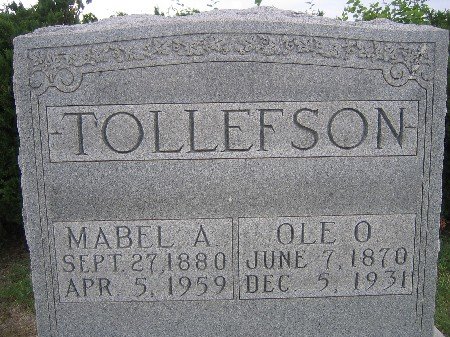 TOLLEFSON
MABEL A.
SEPT. 27, 1880
APR. 5, 1959
OLE O.
JUNE 7, 1870
DEC. 5, 1931